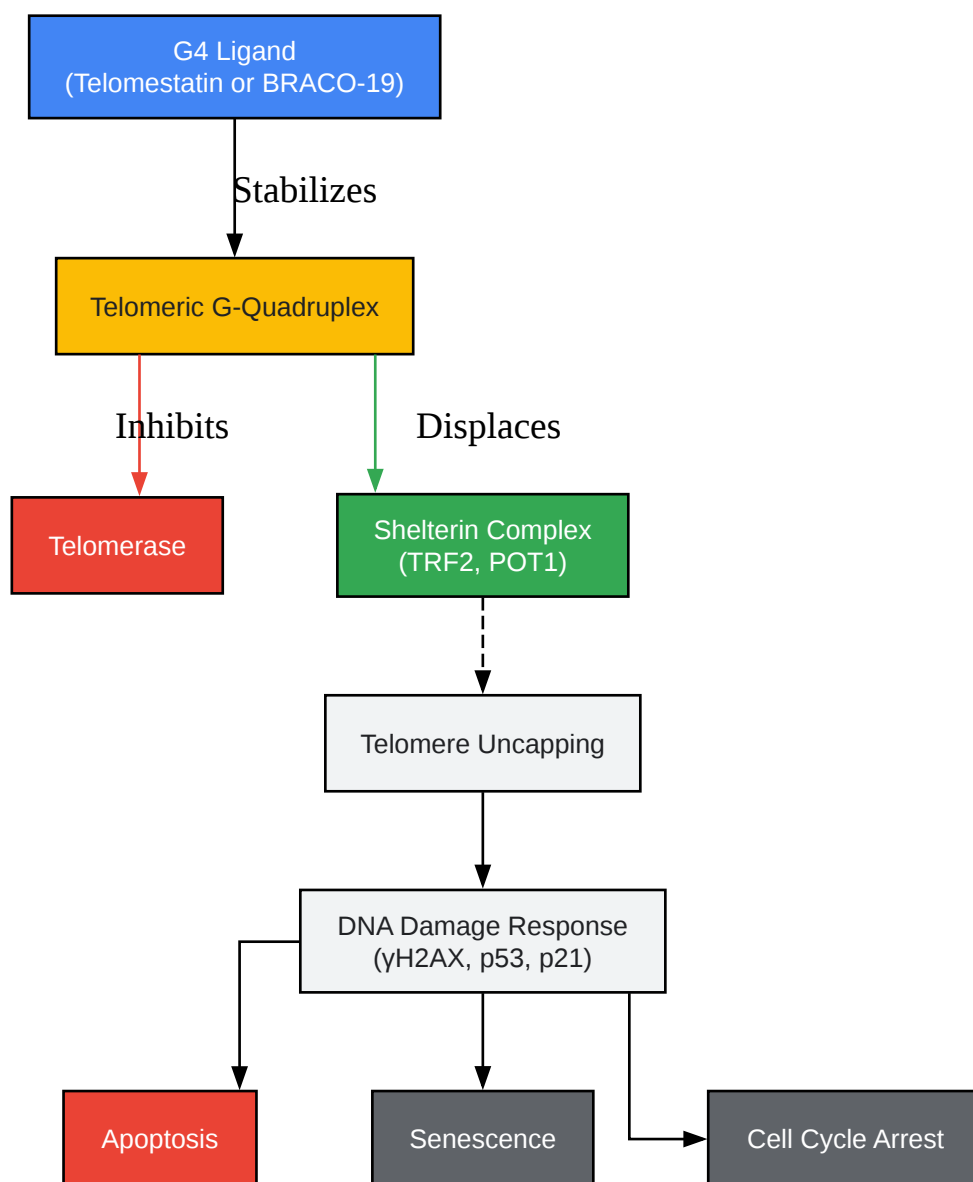 G4 Ligand
(Telomestatin or BRACO-19)
Stabilizes
Telomeric G-Quadruplex
Inhibits
Displaces
Telomerase
Shelterin Complex
(TRF2, POT1)
Telomere Uncapping
DNA Damage Response
(γH2AX, p53, p21)
Apoptosis
Senescence
Cell Cycle Arrest